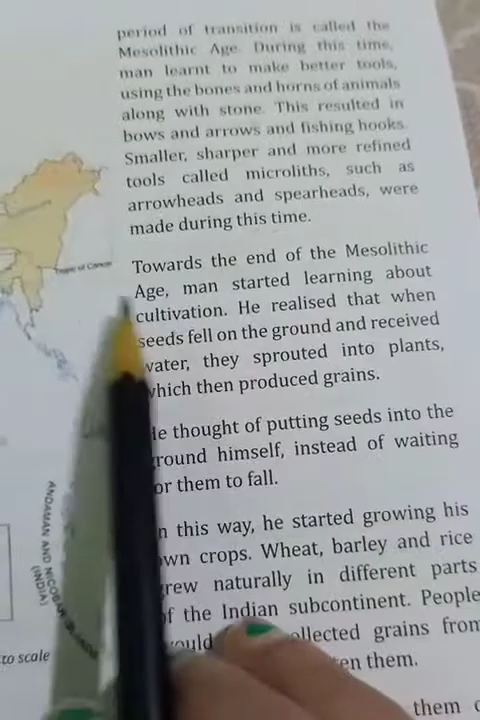 period of transition is called the
Mesolithic Age. During this time,
man learnt to make better tools,
using the bones and horns of animals
along with stone. This resulted in
bows and arrows and fishing hooks.
Smaller, sharper and more refined
tools called microliths, such as
arrowheads and spearheads, were
made during this time.
Towards the end of the Mesolithic
Age, man started learning about
cultivation. He realised that when
seeds fell on the ground and received
water, they sprouted into plants,
which then produced grains.
He thought of putting seeds into the
ground himself, instead of waiting
for them to fall.
In this way, he started growing his
own crops. Wheat, barley and rice
grew naturally in different parts
of the Indian subcontinent. People
would collected grains from
them.
them
Tropic of Cancer
ANDAMAN AND NICOBAR ISLANDS
(INDIA)
to scale